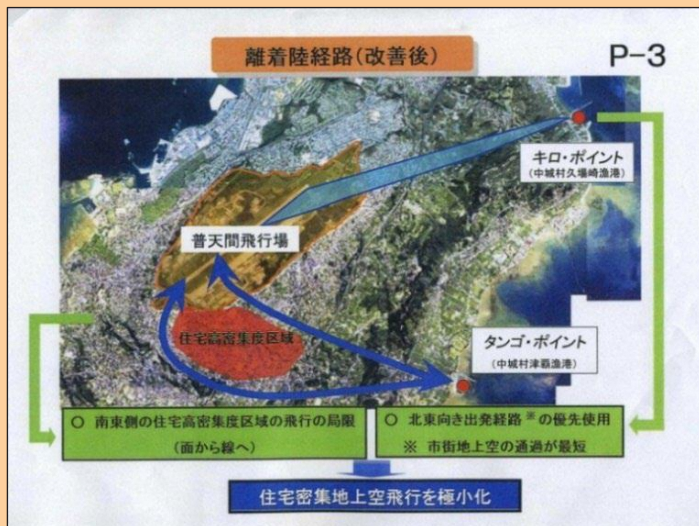 離着陸経路(改善後)
P-3
キロ・ポイント
(中城村久場崎漁港)
普天間飛行場
住宅高密集度区域
タンゴ・ポイント
(中城村津覇漁港)
○ 南東側の住宅高密集度区域の飛行の局限
(面から線へ)
○ 北東向き出発経路※の優先使用
※ 市街地上空の通過が最短
住宅密集地上空飛行を極小化